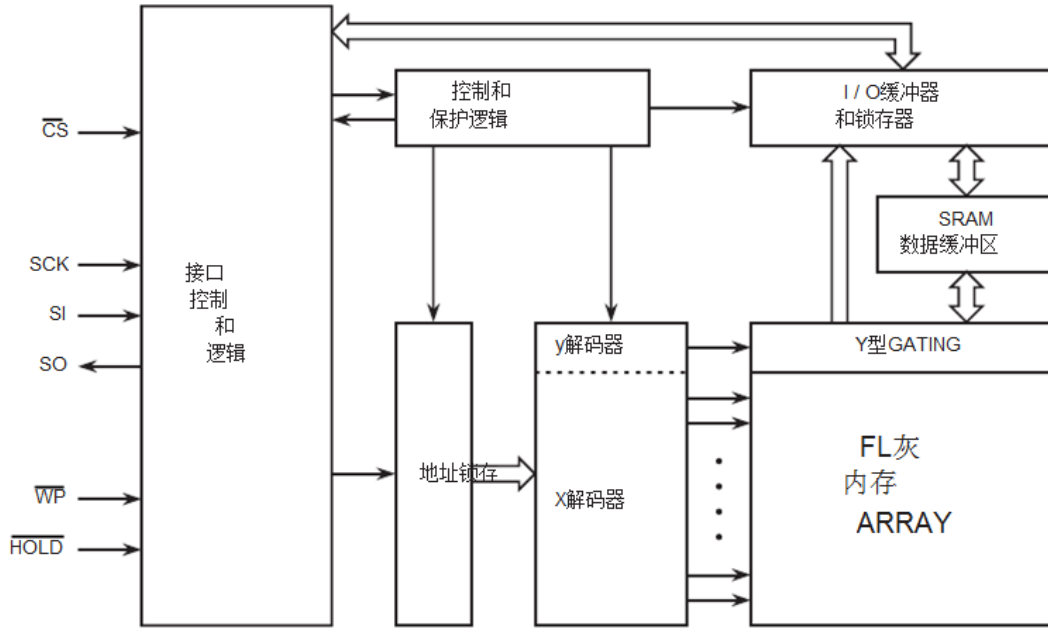 控制和
保护逻辑
I / O缓冲器
和锁存器
CS
SRAM
数据缓冲区
SCK
接口
控制
和
逻辑
SI
SO
y解码器
Y型GATING
地址锁存
X解码器
FL灰
内存
ARRAY
WP
HOLD